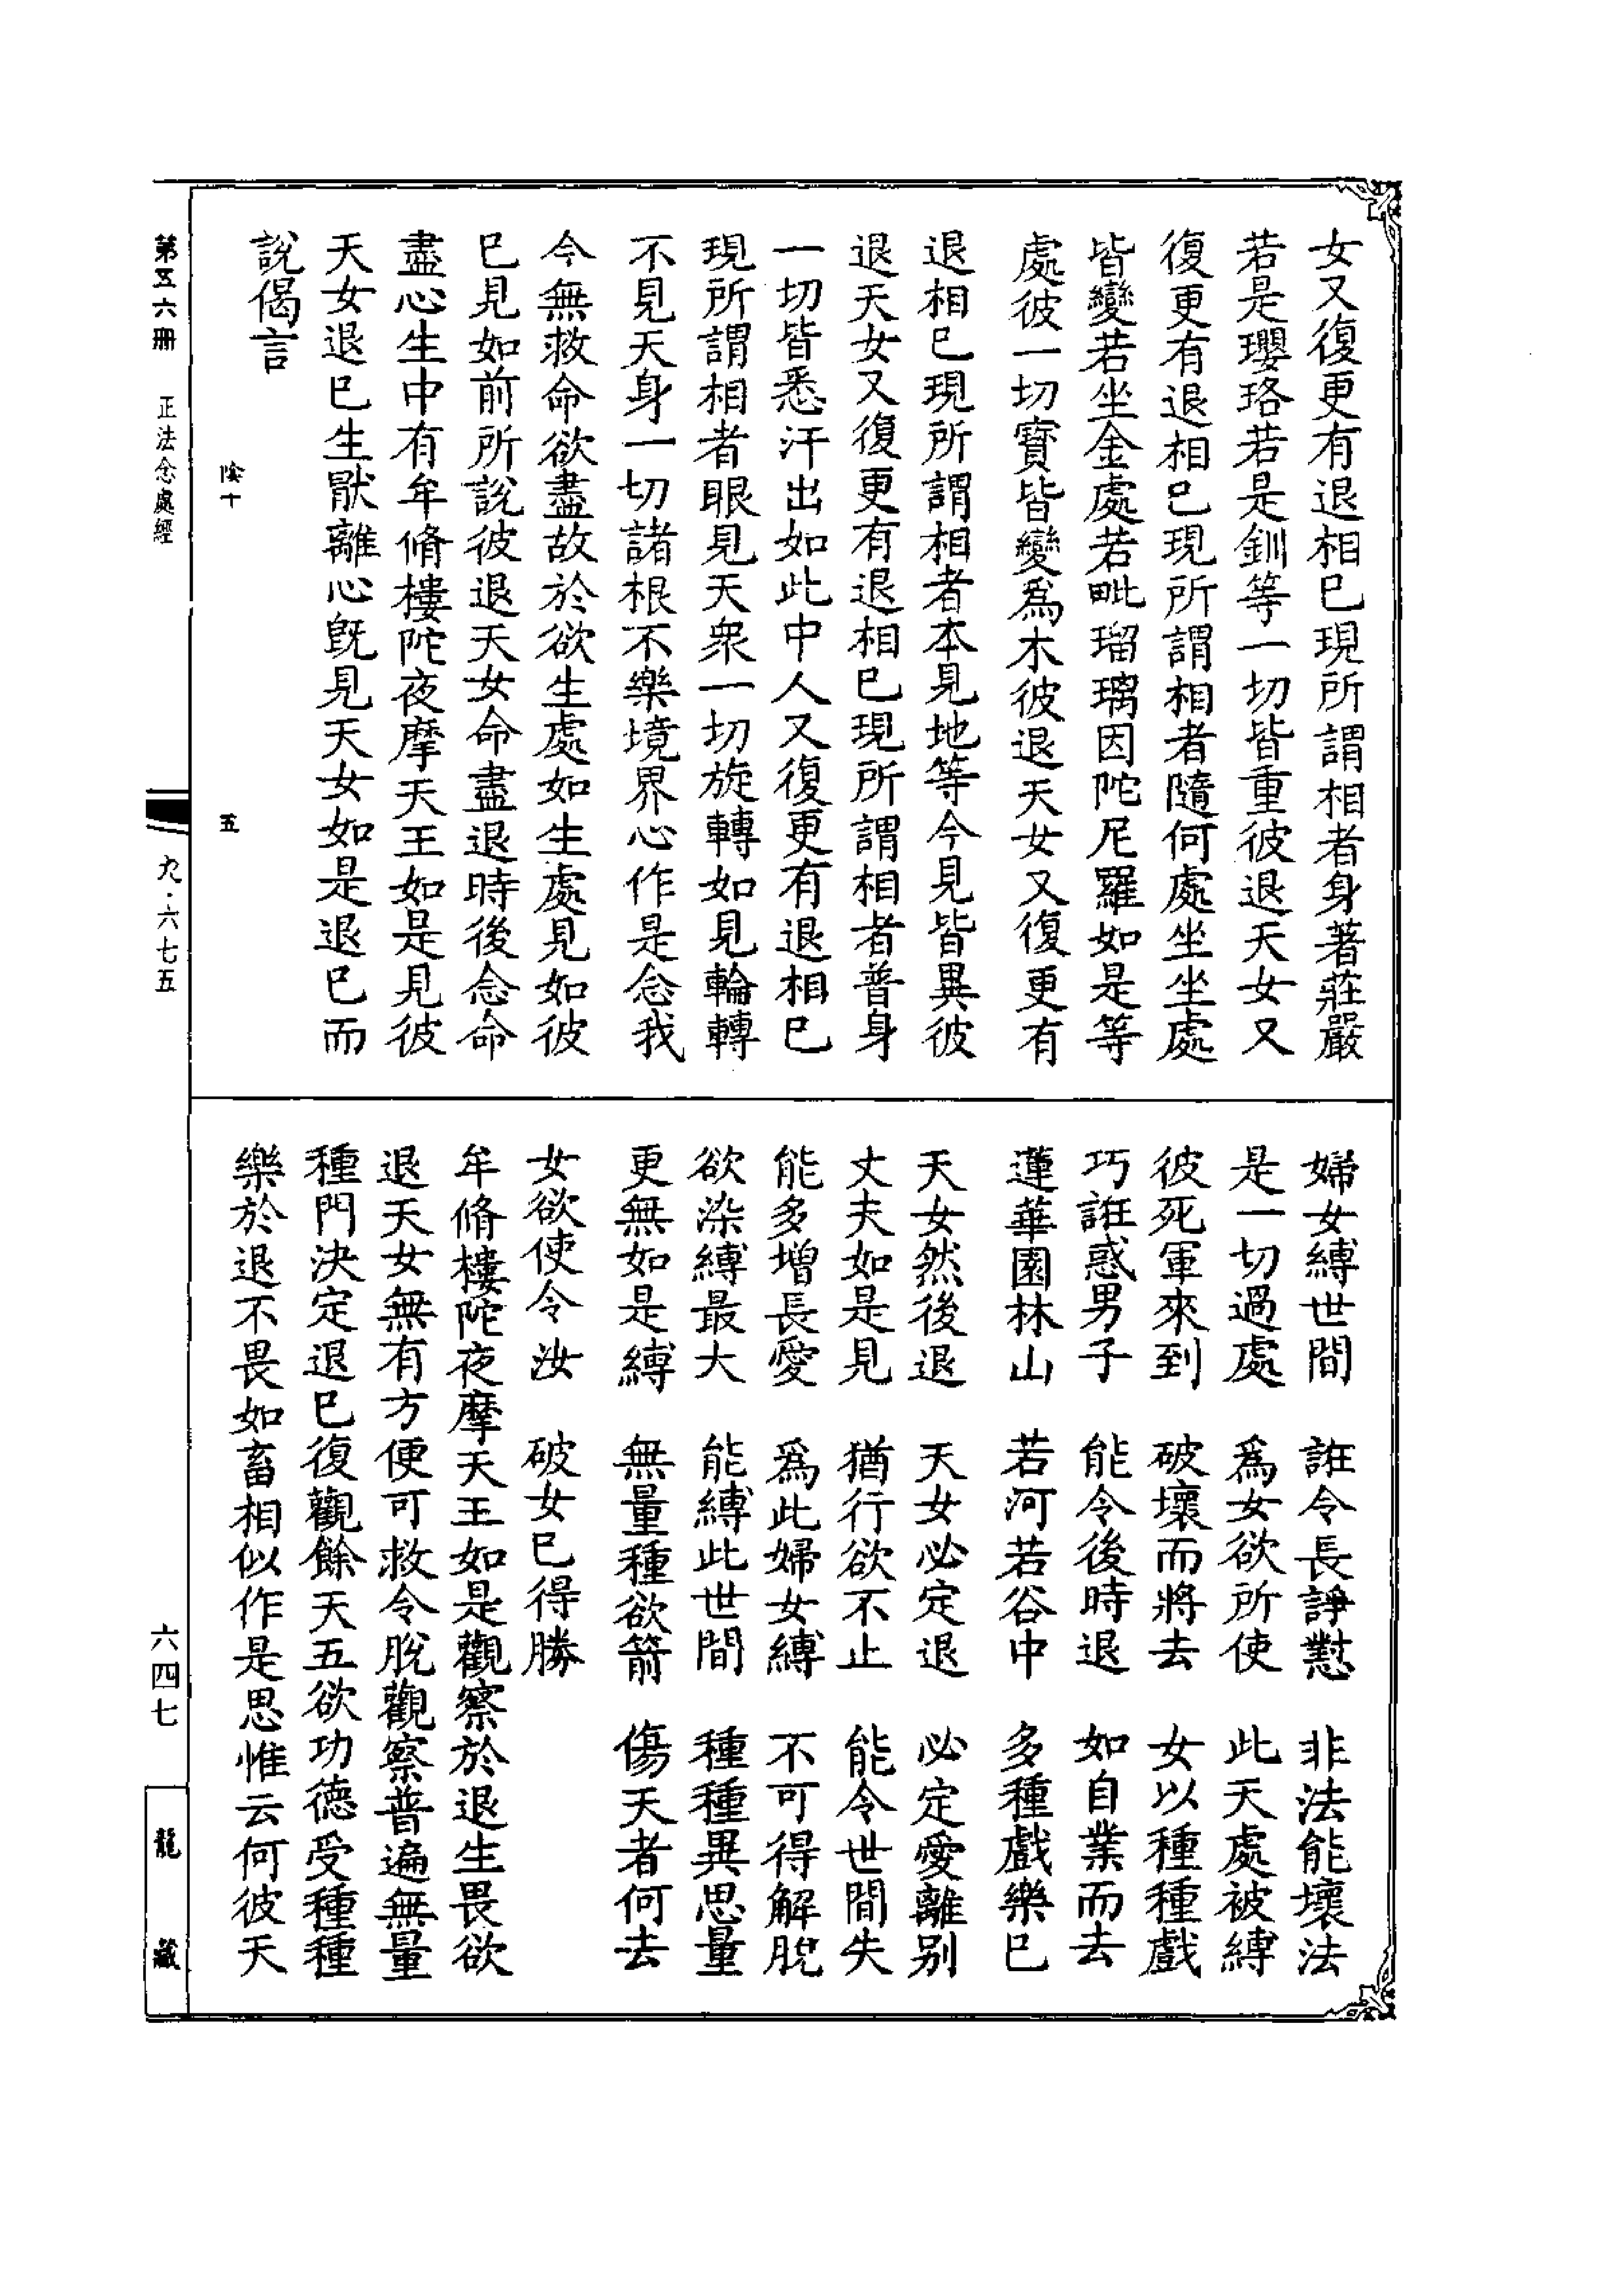 女又復更有退相已現所謂相者身著莊嚴
若是瓔珞若是釧等一切皆重彼退天女又
復更有退相已現所謂相者隨何處坐坐處
皆變若坐金處若毗瑠璃因陀尼羅如是等
處彼一切寶皆變爲木彼退天女又復更有
退相已現所謂相者本見地等今見皆異彼
退天女又復更有退相已現所謂相者普身
一切皆悉汗出如此中人又復更有退相已
現所謂相者眼見天衆一切旋轉如見輪轉
不見天身一切諸根不樂境界心作是念我
今無救命欲盡故於欲生處如生處見如彼
已見如前所說彼退天女命盡退時後念命
盡心生中有牟脩樓陀夜摩天王如是見彼
天女退已生猒離心旣見天女如是退已而
說偈言
婦女縛世間　誑令長諍懟　非法能壞法
是一切過處　爲女欲所使　此天處被縛
彼死軍來到　破壞而將去　女以種種戲
巧誑惑男子　能令後時退　如自業而去
蓮華園林山　若河若谷中　多種戲樂已
天女然後退　天女必定退　必定愛離别
丈夫如是見　猶行欲不止　能令世間失
能多增長愛　爲此婦女縛　不可得解脫
欲染縛最大　能縛此世間　種種異思量
更無如是縛　無量種欲箭　傷天者何去
女欲使令汝　破女已得勝
牟脩樓陀夜摩天王如是觀察於退生畏欲
退天女無有方便可救令脫觀察普遍無量
種門決定退已復觀餘天五欲功德受種種
樂於退不畏如畜相似作是思惟云何彼天
陰十　五
第五六册　正法念處經
九·六七五
六四七
龍藏